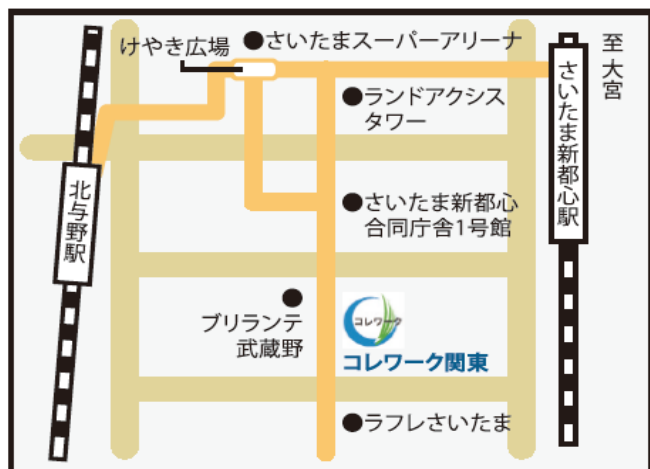 けやき広場
●さいたまスーパーアリーナ
至大宮
●ランドアクシス
タワー
さいたま新都心駅
北与野駅
●さいたま新都心
合同庁舎1号館
●
ブリランテ
武蔵野
コレワーク
コレワーク関東
●ラフレさいたま